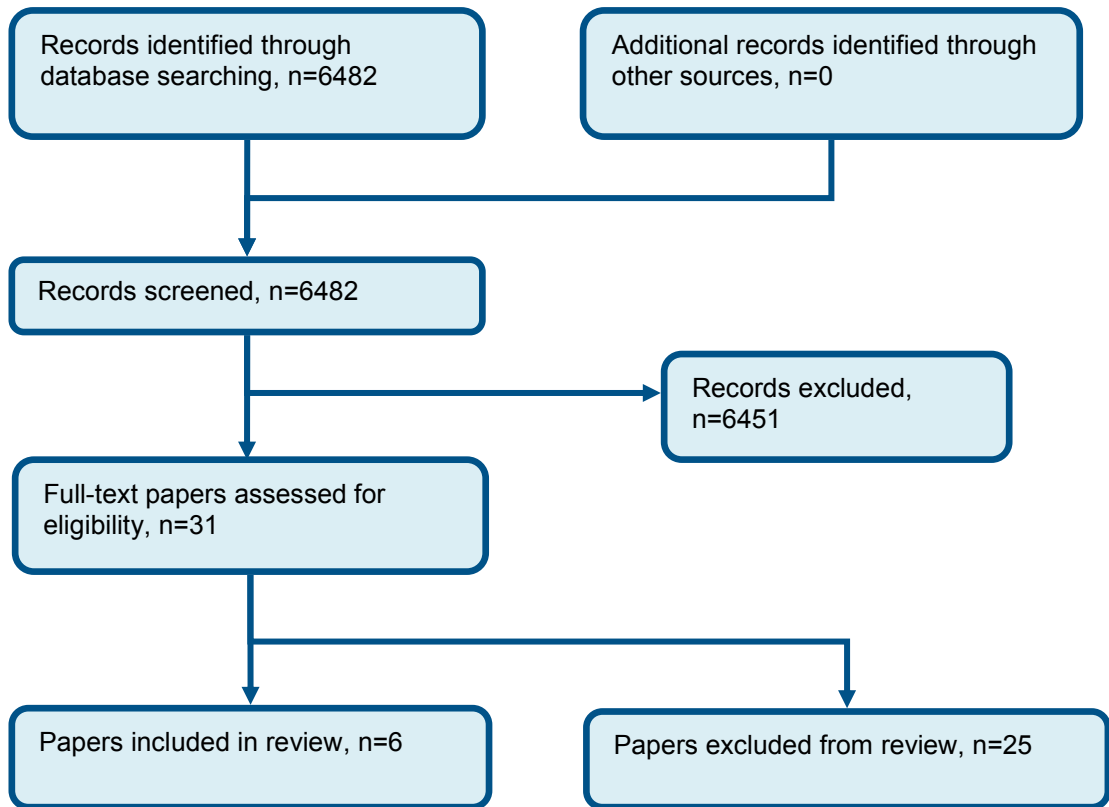 Records identified through
database searching, n=6482
Additional records identified through
other sources, n=0
Records screened, n=6482
Records excluded,
n=6451
Full-text papers assessed for
eligibility, n=31
Papers included in review, n=6
Papers excluded from review, n=25